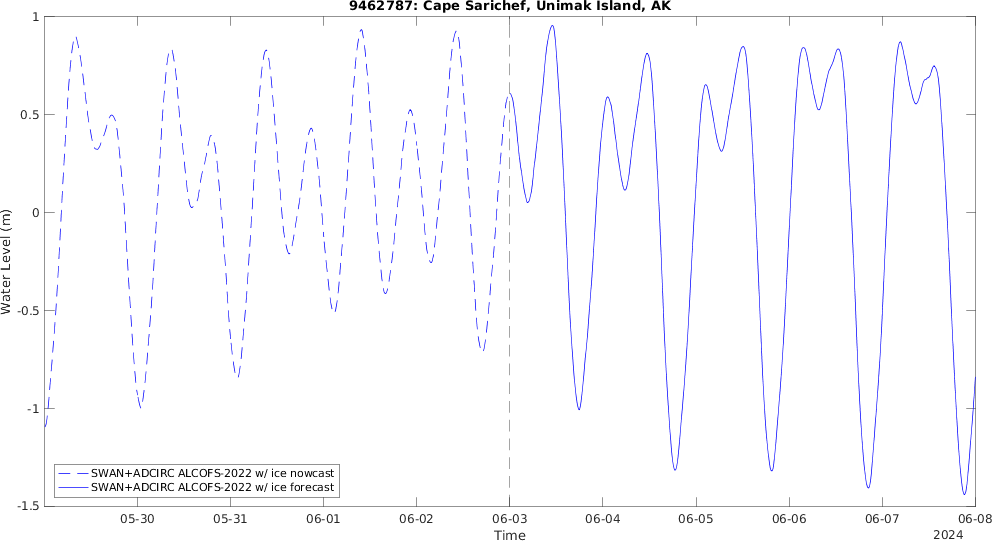 9462787: Cape Sarichef, Unimak Island, AK
1
0.5
0
-0.5
-1
-1.5
Water Level (m)
SWAN+ADCIRC ALCOFS-2022 w/ ice nowcast
SWAN+ADCIRC ALCOFS-2022 w/ ice forecast
05-30 05-31 06-01 06-02 06-03 06-04 06-05 06-06 06-07 06-08
Time
2024